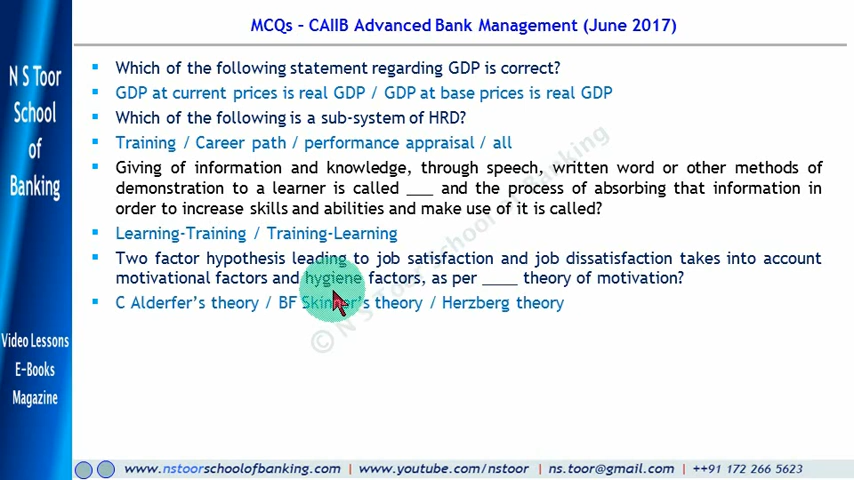 MCQs – CAIIB Advanced Bank Management (June 2017)
N S Toor
School
of
Banking
Video Lessons
E-Books
Magazine
Which of the following statement regarding GDP is correct?
GDP at current prices is real GDP / GDP at base prices is real GDP
Which of the following is a sub-system of HRD?
Training / Career path / performance appraisal / all
Giving of information and knowledge, through speech, written word or other methods of
demonstration to a learner is called ___ and the process of absorbing that information in
order to increase skills and abilities and make use of it is called?
Learning-Training / Training-Learning
Two factor hypothesis leading to job satisfaction and job dissatisfaction takes into account
motivational factors and hygiene factors, as per ____ theory of motivation?
C Alderfer's theory / BF Skinner's theory / Herzberg theory
© N S Toor School of Banking
www.nstoorschoolofbanking.com | www.youtube.com/nstoor | ns.toor@gmail.com | ++91 172 266 5623